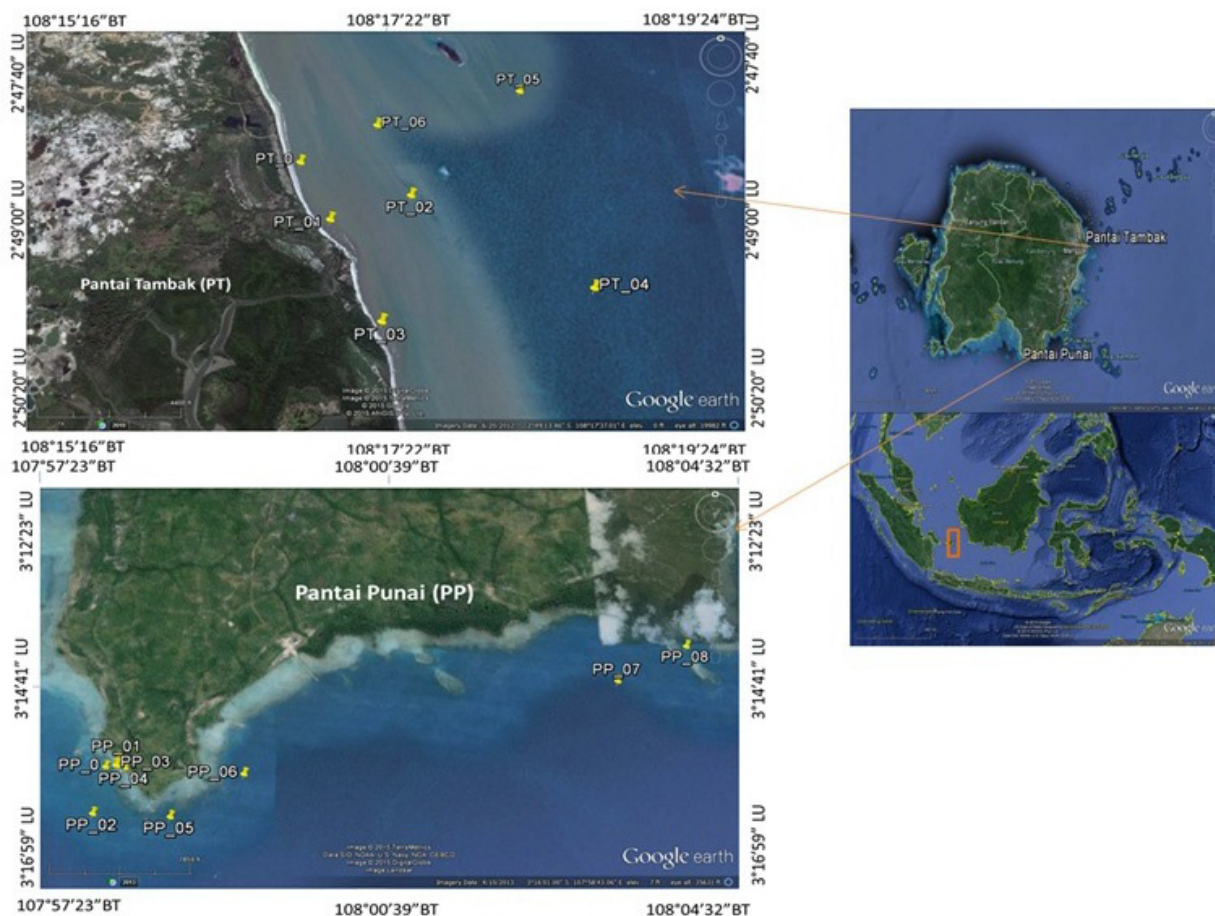 108°15′16″BT 108°17′22″BT 108°19′24″BT
2°47′40″ LU
2°49′00″ LU
2°50′20″ LU
PT_05
PT_06
PT_0
PT_02
PT_01
PT_04
PT_03
Pantai Tambak (PT)
Google earth
2°47′40″ LU
2°49′00″ LU
2°50′20″ LU
108°15′16″BT 108°17′22″BT 108°19′24″BT
107°57′23″BT 108°00′39″BT 108°04′32″BT
3°12′23″ LU
3°14′41″ LU
3°16′59″ LU
Pantai Punai (PP)
PP_08
PP_07
PP_01
PP_0
PP_03
PP_04
PP_06
PP_02
PP_05
Google earth
3°12′23″ LU
3°14′41″ LU
3°16′59″ LU
107°57′23″BT 108°00′39″BT 108°04′32″BT
Pantai Tambak
Pantai Punai
Google earth
Google earth